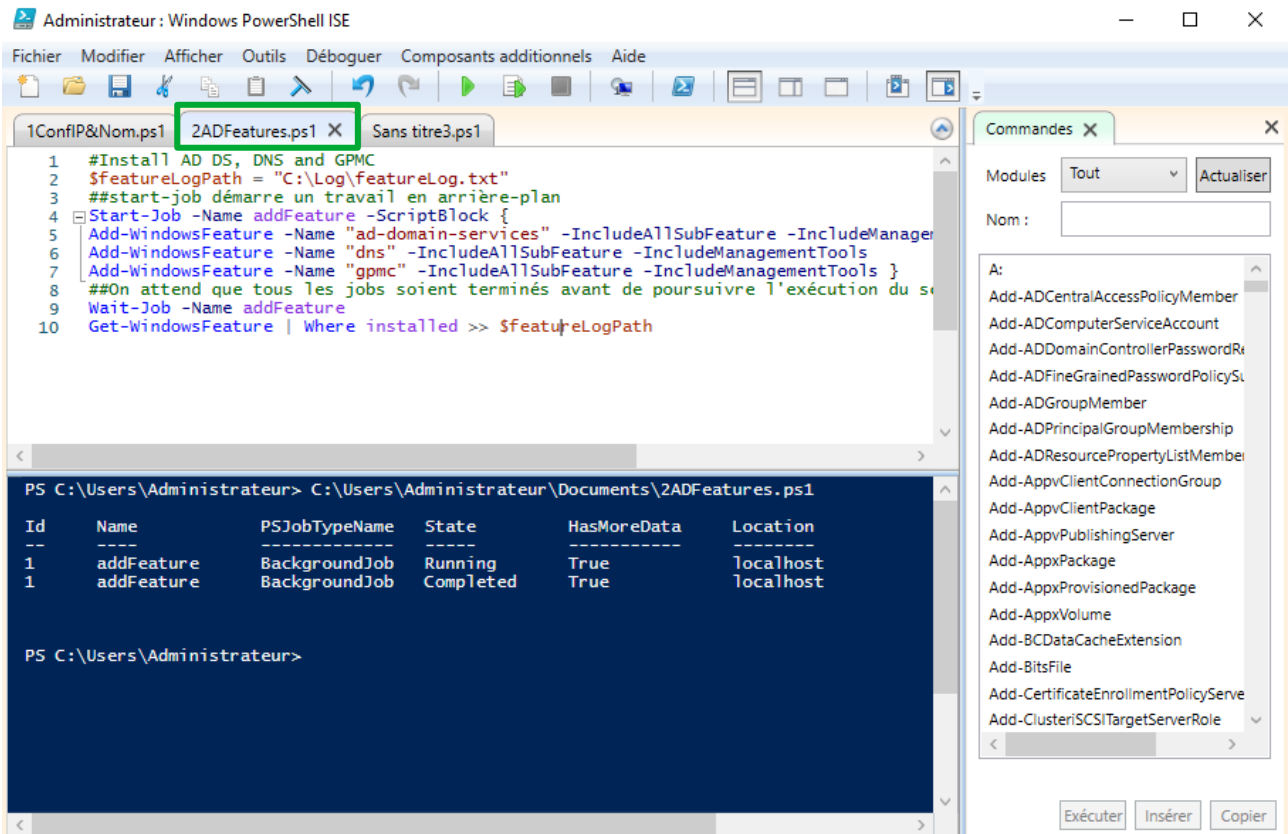 Administrateur : Windows PowerShell ISE
Fichier Modifier Afficher Outils Déboguer Composants additionnels Aide
1ConfIP&Nom.ps1 2ADFeatures.ps1 Sans titre3.ps1
1 #Install AD DS, DNS and GPMC
2 $featureLogPath = "C:\Log\featureLog.txt"
3 ##start-job démarre un travail en arrière-plan
4 Start-Job -Name addFeature -ScriptBlock {
5 Add-WindowsFeature -Name "ad-domain-services" -IncludeAllSubFeature -IncludeManager
6 Add-WindowsFeature -Name "dns" -IncludeAllSubFeature -IncludeManagementTools
7 Add-WindowsFeature -Name "gpmc" -IncludeAllSubFeature -IncludeManagementTools }
8 ##On attend que tous les jobs soient terminés avant de poursuivre l'exécution du s
9 Wait-Job -Name addFeature
10 Get-WindowsFeature | Where installed >> $featureLogPath
PS C:\Users\Administrateur> C:\Users\Administrateur\Documents\2ADFeatures.ps1
Id Name PSJobTypeName State HasMoreData Location
-- ---- ------------- ----- ----------- --------
1 addFeature BackgroundJob Running True localhost
1 addFeature BackgroundJob Completed True localhost
PS C:\Users\Administrateur>
Commandes
Modules Tout Actualiser
Nom :
A:
Add-ADCentralAccessPolicyMember
Add-ADComputerServiceAccount
Add-ADDomainControllerPasswordRe
Add-ADFineGrainedPasswordPolicySu
Add-ADGroupMember
Add-ADPrincipalGroupMembership
Add-ADResourcePropertyListMember
Add-AppvClientConnectionGroup
Add-AppvClientPackage
Add-AppvPublishingServer
Add-AppxPackage
Add-AppxProvisionedPackage
Add-AppxVolume
Add-BCDataCacheExtension
Add-BitsFile
Add-CertificateEnrollmentPolicyServe
Add-ClusteriSCSITargetServerRole
Exécuter Insérer Copier